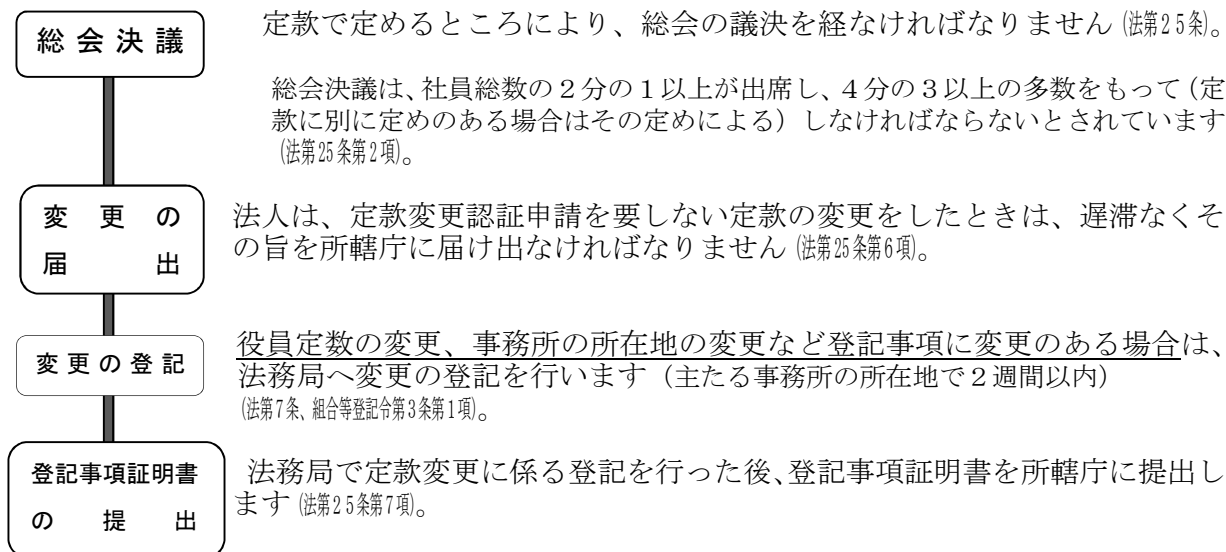 総会決議
定款で定めるところにより、総会の議決を経なければなりません(法第25条)。
総会決議は、社員総数の2分の1以上が出席し、4分の3以上の多数をもって(定
款に別に定めのある場合はその定めによる)しなければならないとされています
(法第25条第2項)。
変更の
届出
法人は、定款変更認証申請を要しない定款の変更をしたときは、遅滞なくそ
の旨を所轄庁に届け出なければなりません(法第25条第6項)。
変更の登記
役員定数の変更、事務所の所在地の変更など登記事項に変更のある場合は、
法務局へ変更の登記を行います(主たる事務所の所在地で2週間以内)
(法第7条、組合等登記令第3条第1項)。
登記事項証明書
の提出
法務局で定款変更に係る登記を行った後、登記事項証明書を所轄庁に提出し
ます(法第25条第7項)。